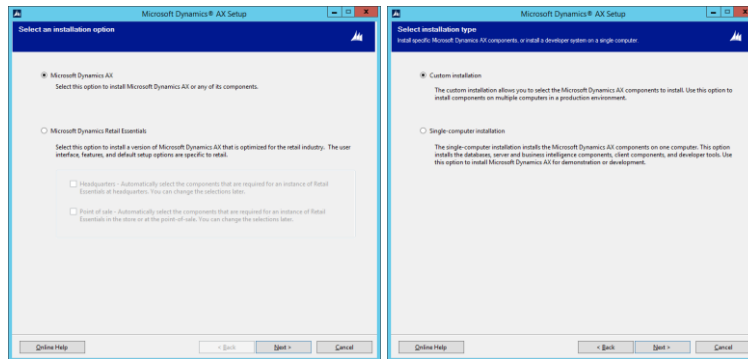 Microsoft Dynamics® AX Setup
Select an installation option
Microsoft Dynamics AX
Select this option to install Microsoft Dynamics AX or any of its components.
Microsoft Dynamics Retail Essentials
Select this option to install a version of Microsoft Dynamics AX that is optimized for the retail industry. The user
interface, features, and default setup options are specific to retail.
Headquarters - Automatically select the components that are required for an instance of Retail
Essentials at headquarters. You can change the selections later.
Point of sale - Automatically select the components that are required for an instance of Retail
Essentials in the store or at the point-of-sale. You can change the selections later.
Online Help
< Back
Next >
Cancel
Microsoft Dynamics® AX Setup
Select installation type
Install specific Microsoft Dynamics AX components, or install a developer system on a single computer.
Custom installation
The custom installation allows you to select the Microsoft Dynamics AX components to install. Use this option to
install components on multiple computers in a production environment.
Single-computer installation
The single-computer installation installs the Microsoft Dynamics AX components on one computer. This option
installs the databases, server and business intelligence components, client components, and developer tools. Use
this option to install Microsoft Dynamics AX for demonstration or development.
Online Help
< Back
Next >
Cancel